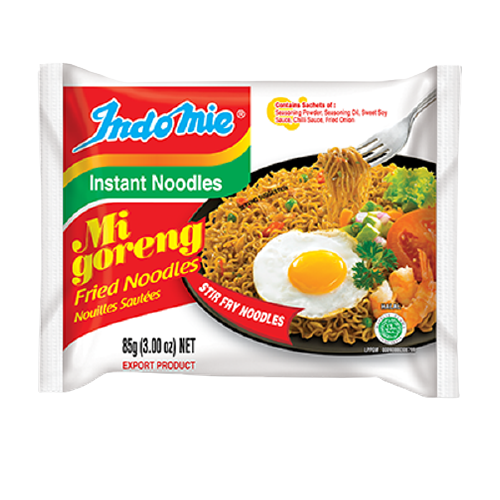 Indomie®
Instant Noodles
Mi
goreng
Fried Noodles
Nouilles Sautées
85g (3.00 oz) NET
EXPORT PRODUCT
Contains Sachets of :
Seasoning Powder, Seasoning Oil, Sweet Soy
Sauce, Chilli Sauce, Fried Onion
STIR FRY NOODLES